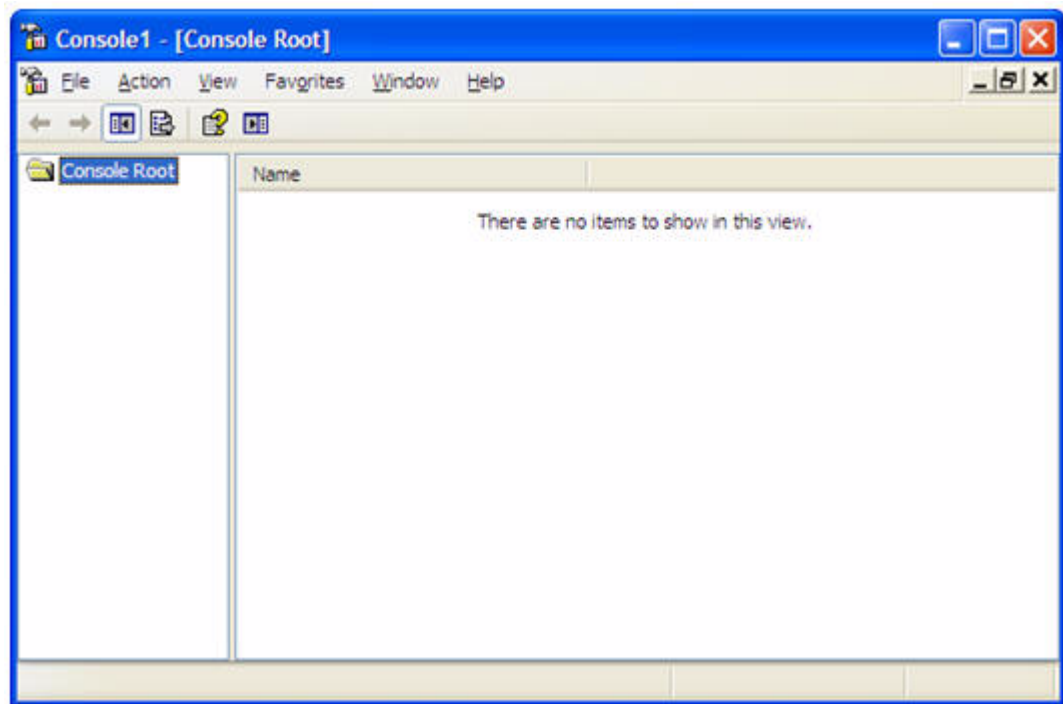 Console1 - [Console Root]
File Action View Favorites Window Help
Console Root
Name
There are no items to show in this view.